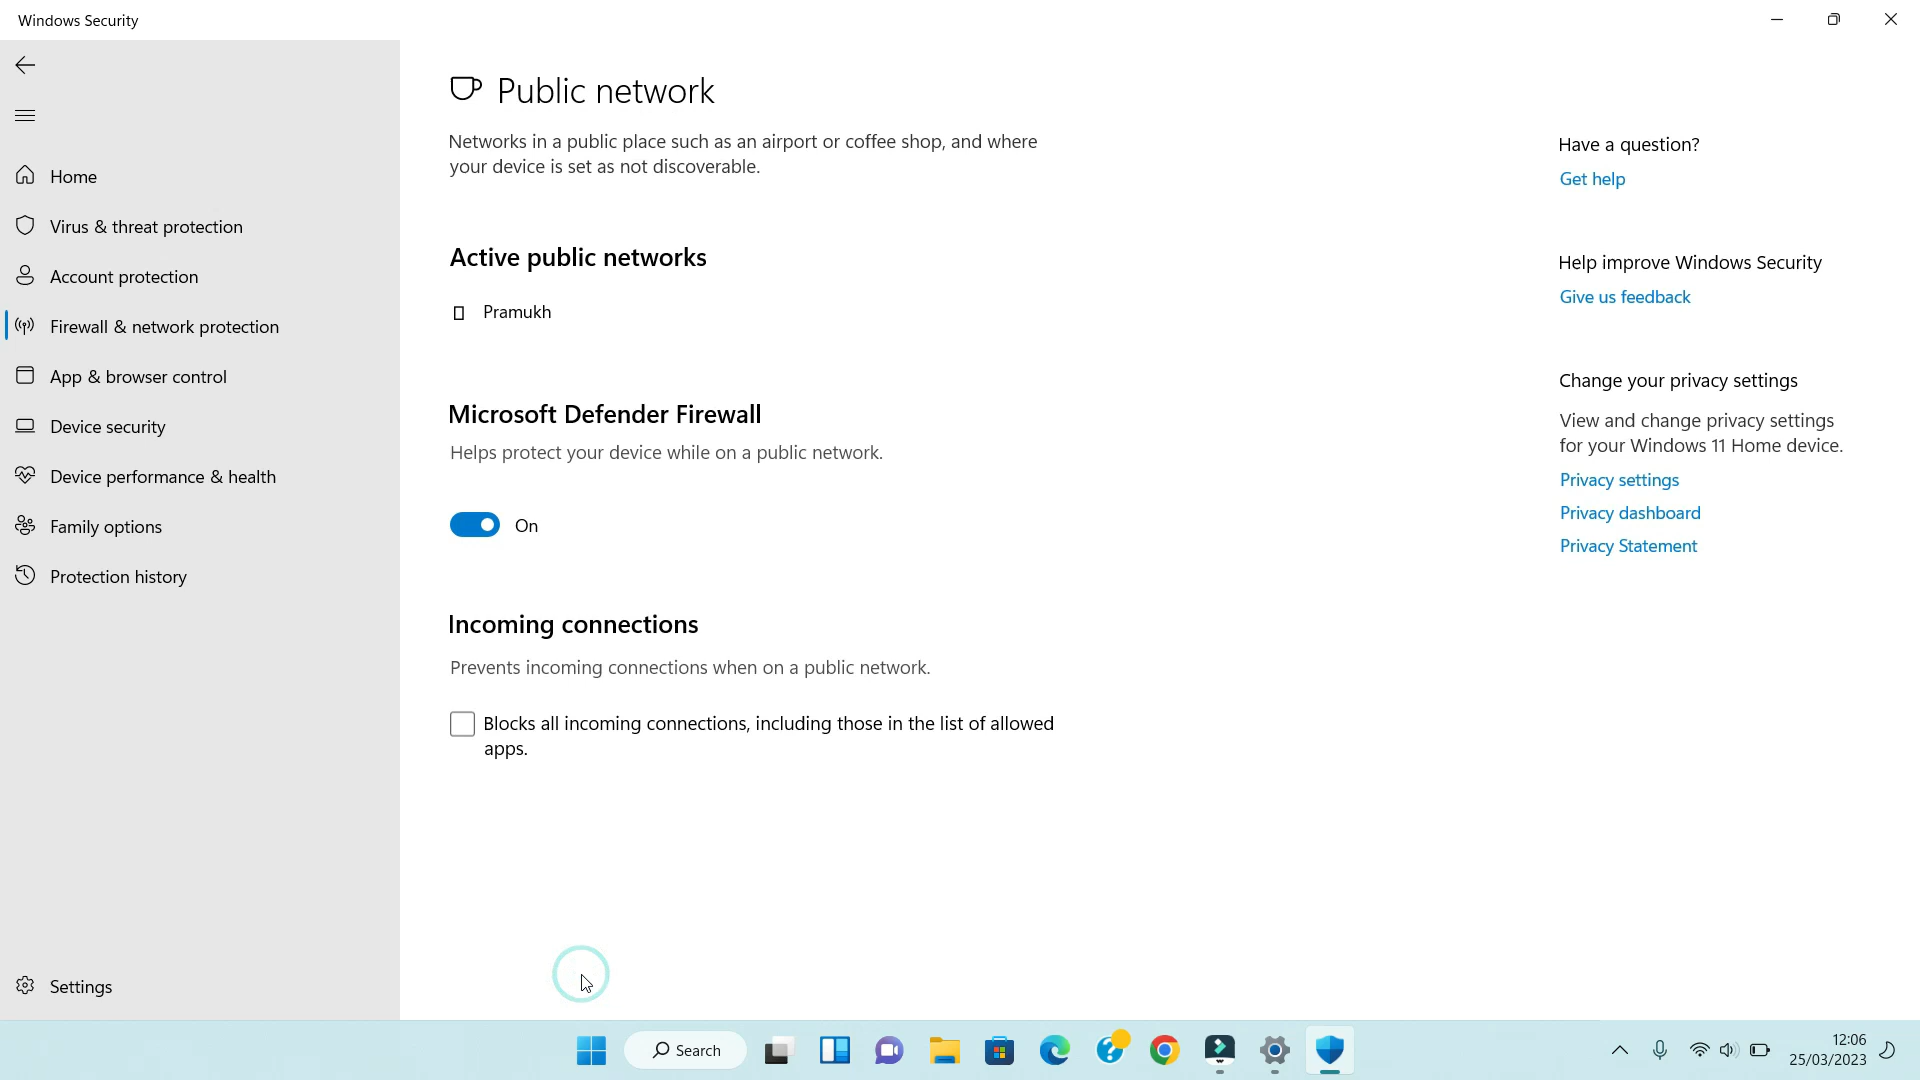 Windows Security
Home
Virus & threat protection
Account protection
Firewall & network protection
App & browser control
Device security
Device performance & health
Family options
Protection history
Settings
Public network
Networks in a public place such as an airport or coffee shop, and where
your device is set as not discoverable.
Active public networks
Pramukh
Microsoft Defender Firewall
Helps protect your device while on a public network.
On
Incoming connections
Prevents incoming connections when on a public network.
Blocks all incoming connections, including those in the list of allowed
apps.
Have a question?
Get help
Help improve Windows Security
Give us feedback
Change your privacy settings
View and change privacy settings
for your Windows 11 Home device.
Privacy settings
Privacy dashboard
Privacy Statement
Search
12:06
25/03/2023